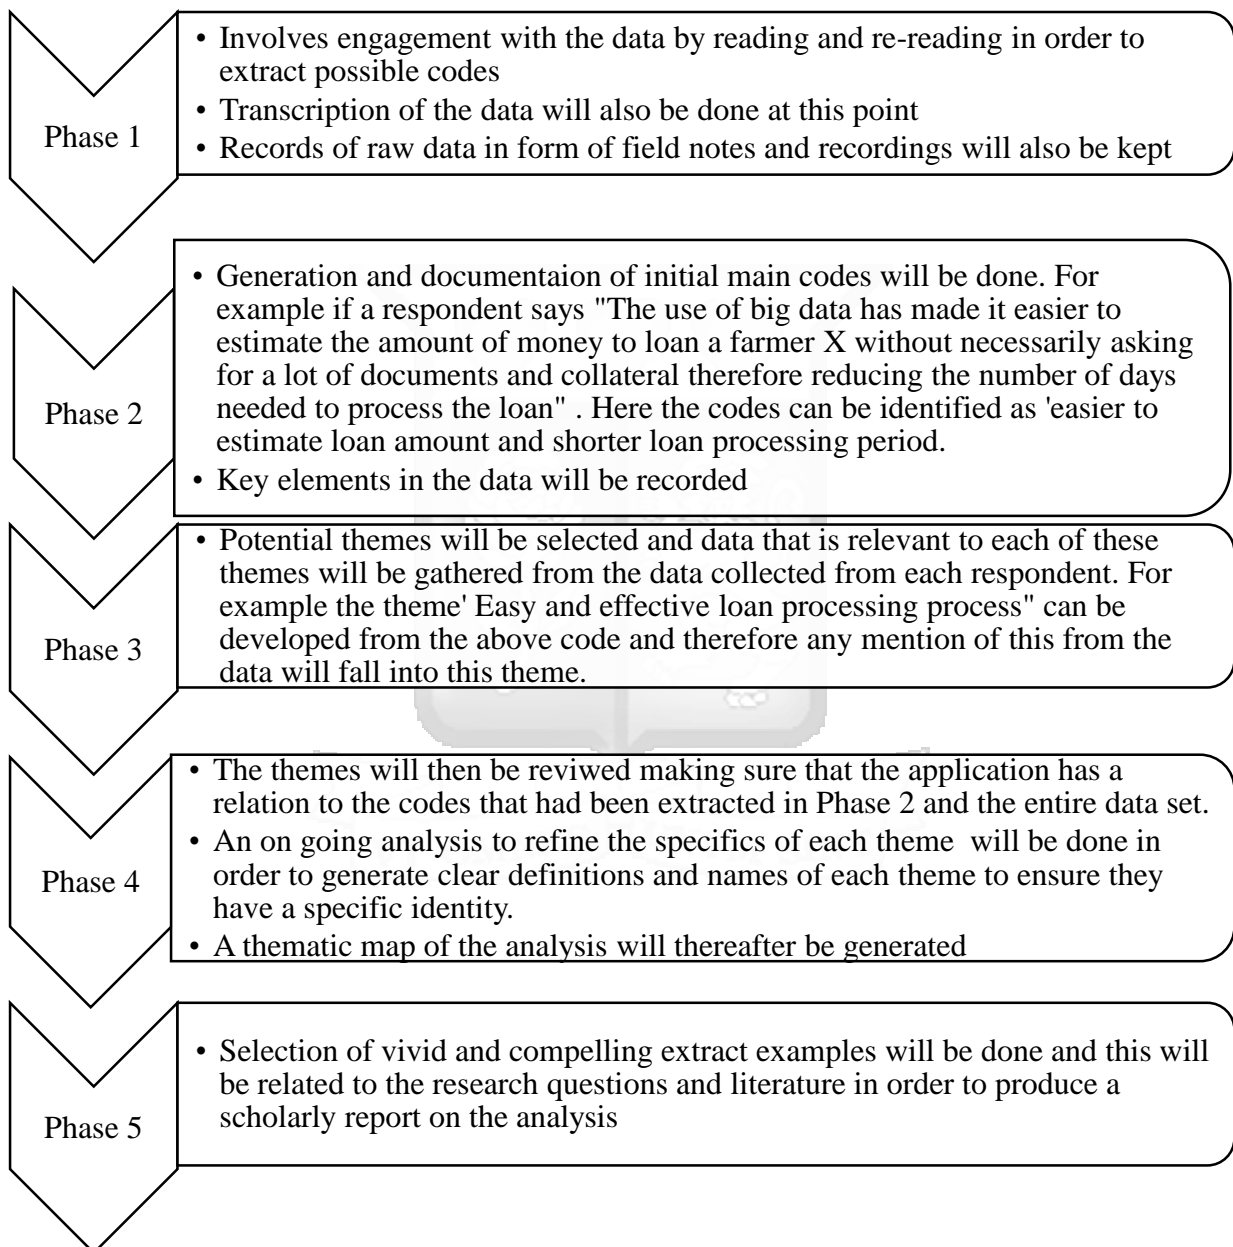 Phase 1
• Involves engagement with the data by reading and re-reading in order to
extract possible codes
• Transcription of the data will also be done at this point
• Records of raw data in form of field notes and recordings will also be kept
Phase 2
• Generation and documentaion of initial main codes will be done. For
example if a respondent says "The use of big data has made it easier to
estimate the amount of money to loan a farmer X without necessarily asking
for a lot of documents and collateral therefore reducing the number of days
needed to process the loan" . Here the codes can be identified as 'easier to
estimate loan amount and shorter loan processing period.
• Key elements in the data will be recorded
Phase 3
• Potential themes will be selected and data that is relevant to each of these
themes will be gathered from the data collected from each respondent. For
example the theme' Easy and effective loan processing process" can be
developed from the above code and therefore any mention of this from the
data will fall into this theme.
Phase 4
• The themes will then be reviwed making sure that the application has a
relation to the codes that had been extracted in Phase 2 and the entire data set.
• An on going analysis to refine the specifics of each theme  will be done in
order to generate clear definitions and names of each theme to ensure they
have a specific identity.
• A thematic map of the analysis will thereafter be generated
Phase 5
• Selection of vivid and compelling extract examples will be done and this will
be related to the research questions and literature in order to produce a
scholarly report on the analysis